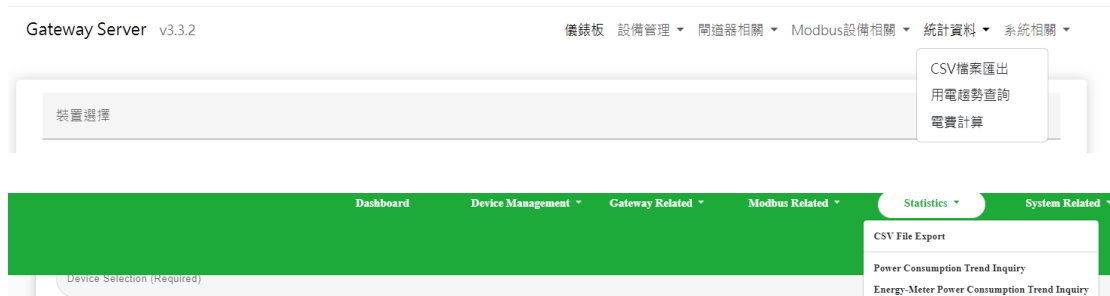 Gateway Server v3.3.2 儀錶板 設備管理 閘道器相關 Modbus設備相關 統計資料 系統相關
CSV檔案匯出
用電趨勢查詢
電費計算
裝置選擇
Dashboard Device Management Gateway Related Modbus Related Statistics System Related
CSV File Export
Power Consumption Trend Inquiry
Energy-Meter Power Consumption Trend Inquiry
Device Selection (Required)